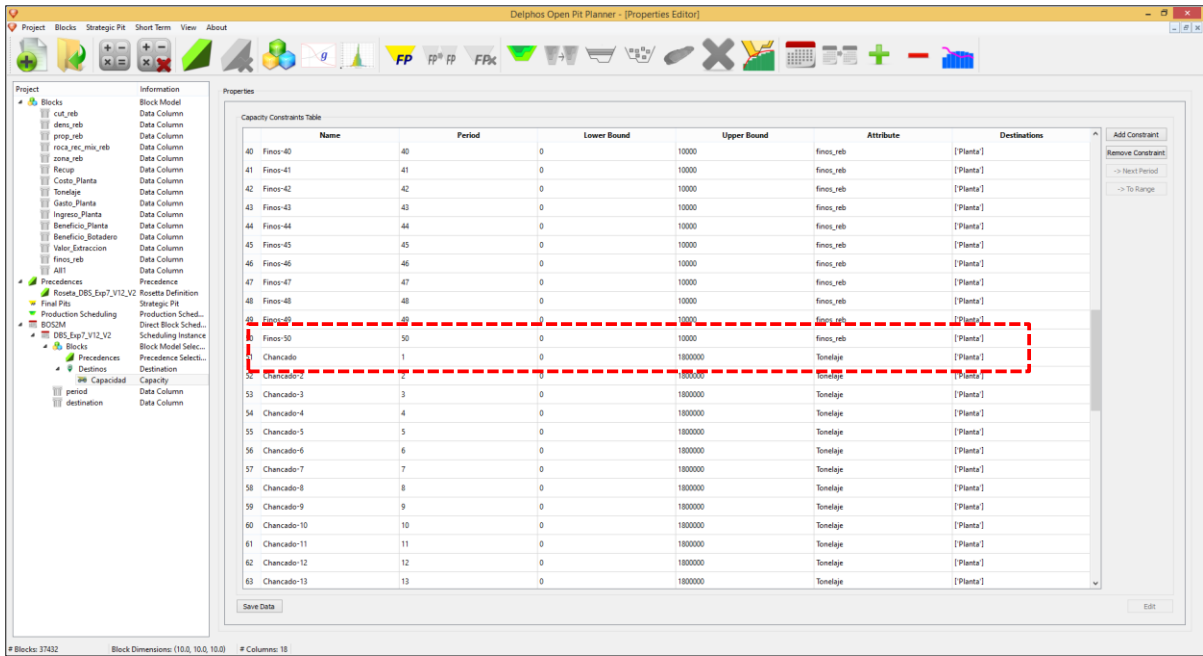 Delphos Open Pit Planner - [Properties Editor]
Project Blocks Strategic Pit Short Term View About
g FP FP® FP FPx
Project Information
Blocks Block Model
cut_reb Data Column
dens_reb Data Column
prop_reb Data Column
roca_rec_mix_reb Data Column
zona_reb Data Column
Recup Data Column
Costo_Planta Data Column
Tonelaje Data Column
Gasto_Planta Data Column
Ingreso_Planta Data Column
Beneficio_Planta Data Column
Beneficio_Botadero Data Column
Valor_Extraccion Data Column
finos_reb Data Column
All1 Data Column
Precedences Precedence
Roseta_DBS_Exp7_V12_V2 Rosetta Definition
Final Pits Strategic Pit
Production Scheduling Production Sched...
BOS2M Direct Block Sched...
DBS_Exp7_V12_V2 Scheduling Instance
Blocks Block Model Selec...
Precedences Precedence Selecti...
Destinos Destination
Capacidad Capacity
period Data Column
destination Data Column
Properties
Capacity Constraints Table
Name Period Lower Bound Upper Bound Attribute Destinations
40 Finos-40 40 0 10000 finos_reb ['Planta']
41 Finos-41 41 0 10000 finos_reb ['Planta']
42 Finos-42 42 0 10000 finos_reb ['Planta']
43 Finos-43 43 0 10000 finos_reb ['Planta']
44 Finos-44 44 0 10000 finos_reb ['Planta']
45 Finos-45 45 0 10000 finos_reb ['Planta']
46 Finos-46 46 0 10000 finos_reb ['Planta']
47 Finos-47 47 0 10000 finos_reb ['Planta']
48 Finos-48 48 0 10000 finos_reb ['Planta']
49 Finos-49 49 0 10000 finos_reb ['Planta']
50 Finos-50 50 0 10000 finos_reb ['Planta']
51 Chancado 1 0 1800000 Tonelaje ['Planta']
52 Chancado-2 2 0 1800000 Tonelaje ['Planta']
53 Chancado-3 3 0 1800000 Tonelaje ['Planta']
54 Chancado-4 4 0 1800000 Tonelaje ['Planta']
55 Chancado-5 5 0 1800000 Tonelaje ['Planta']
56 Chancado-6 6 0 1800000 Tonelaje ['Planta']
57 Chancado-7 7 0 1800000 Tonelaje ['Planta']
58 Chancado-8 8 0 1800000 Tonelaje ['Planta']
59 Chancado-9 9 0 1800000 Tonelaje ['Planta']
60 Chancado-10 10 0 1800000 Tonelaje ['Planta']
61 Chancado-11 11 0 1800000 Tonelaje ['Planta']
62 Chancado-12 12 0 1800000 Tonelaje ['Planta']
63 Chancado-13 13 0 1800000 Tonelaje ['Planta']
Add Constraint
Remove Constraint
-> Next Period
-> To Range
Save Data Edit
# Blocks: 37432 Block Dimensions: (10.0, 10.0, 10.0) # Columns: 18